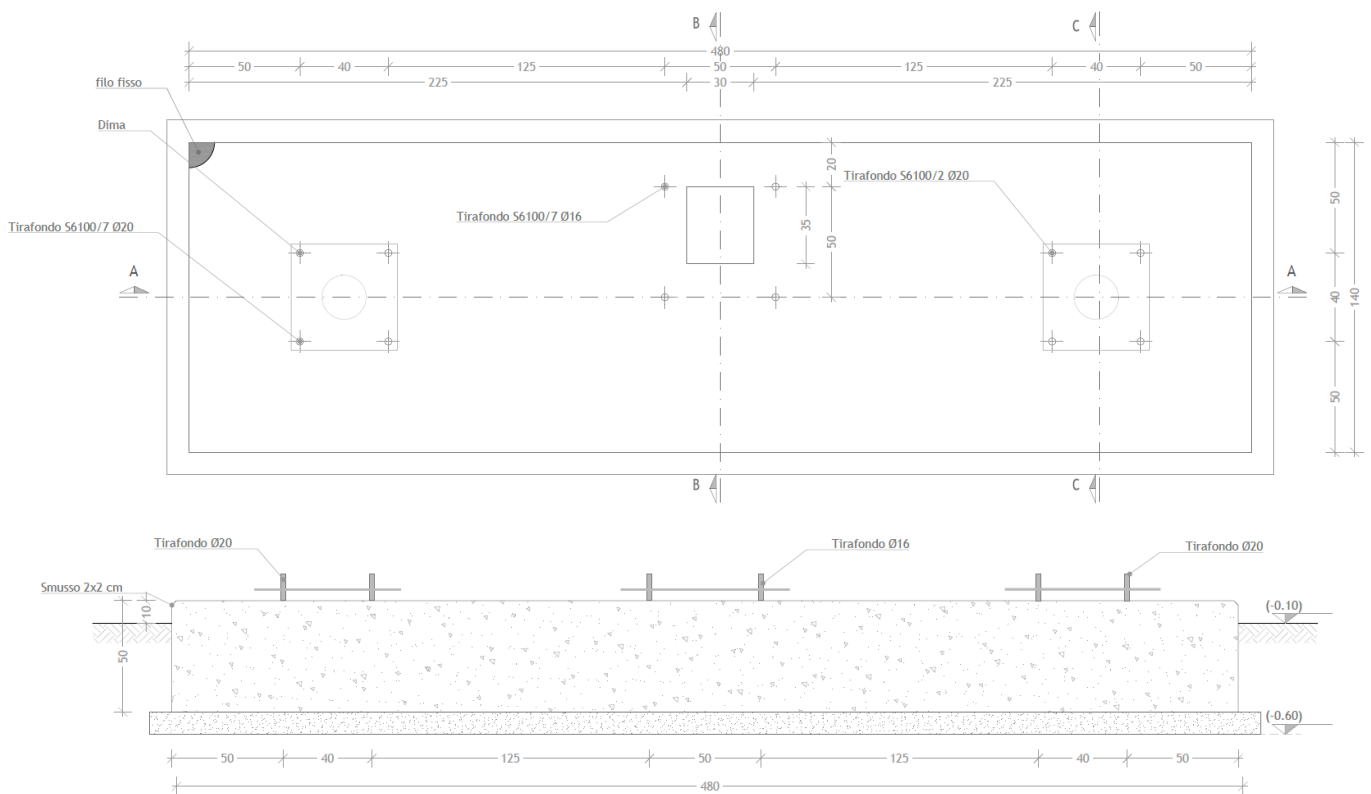 B
C
480
50
40
125
50
125
40
50
225
30
225
filo fisso
Dima
20
Tirafondo S6100/2 Ø20
50
Tirafondo S6100/7 Ø16
Tirafondo S6100/7 Ø20
35
50
A
A
40
140
50
B
C
Tirafondo Ø20
Tirafondo Ø16
Tirafondo Ø20
Smusso 2x2 cm
10
(-0.10)
50
(-0.60)
50
40
125
50
125
40
50
480